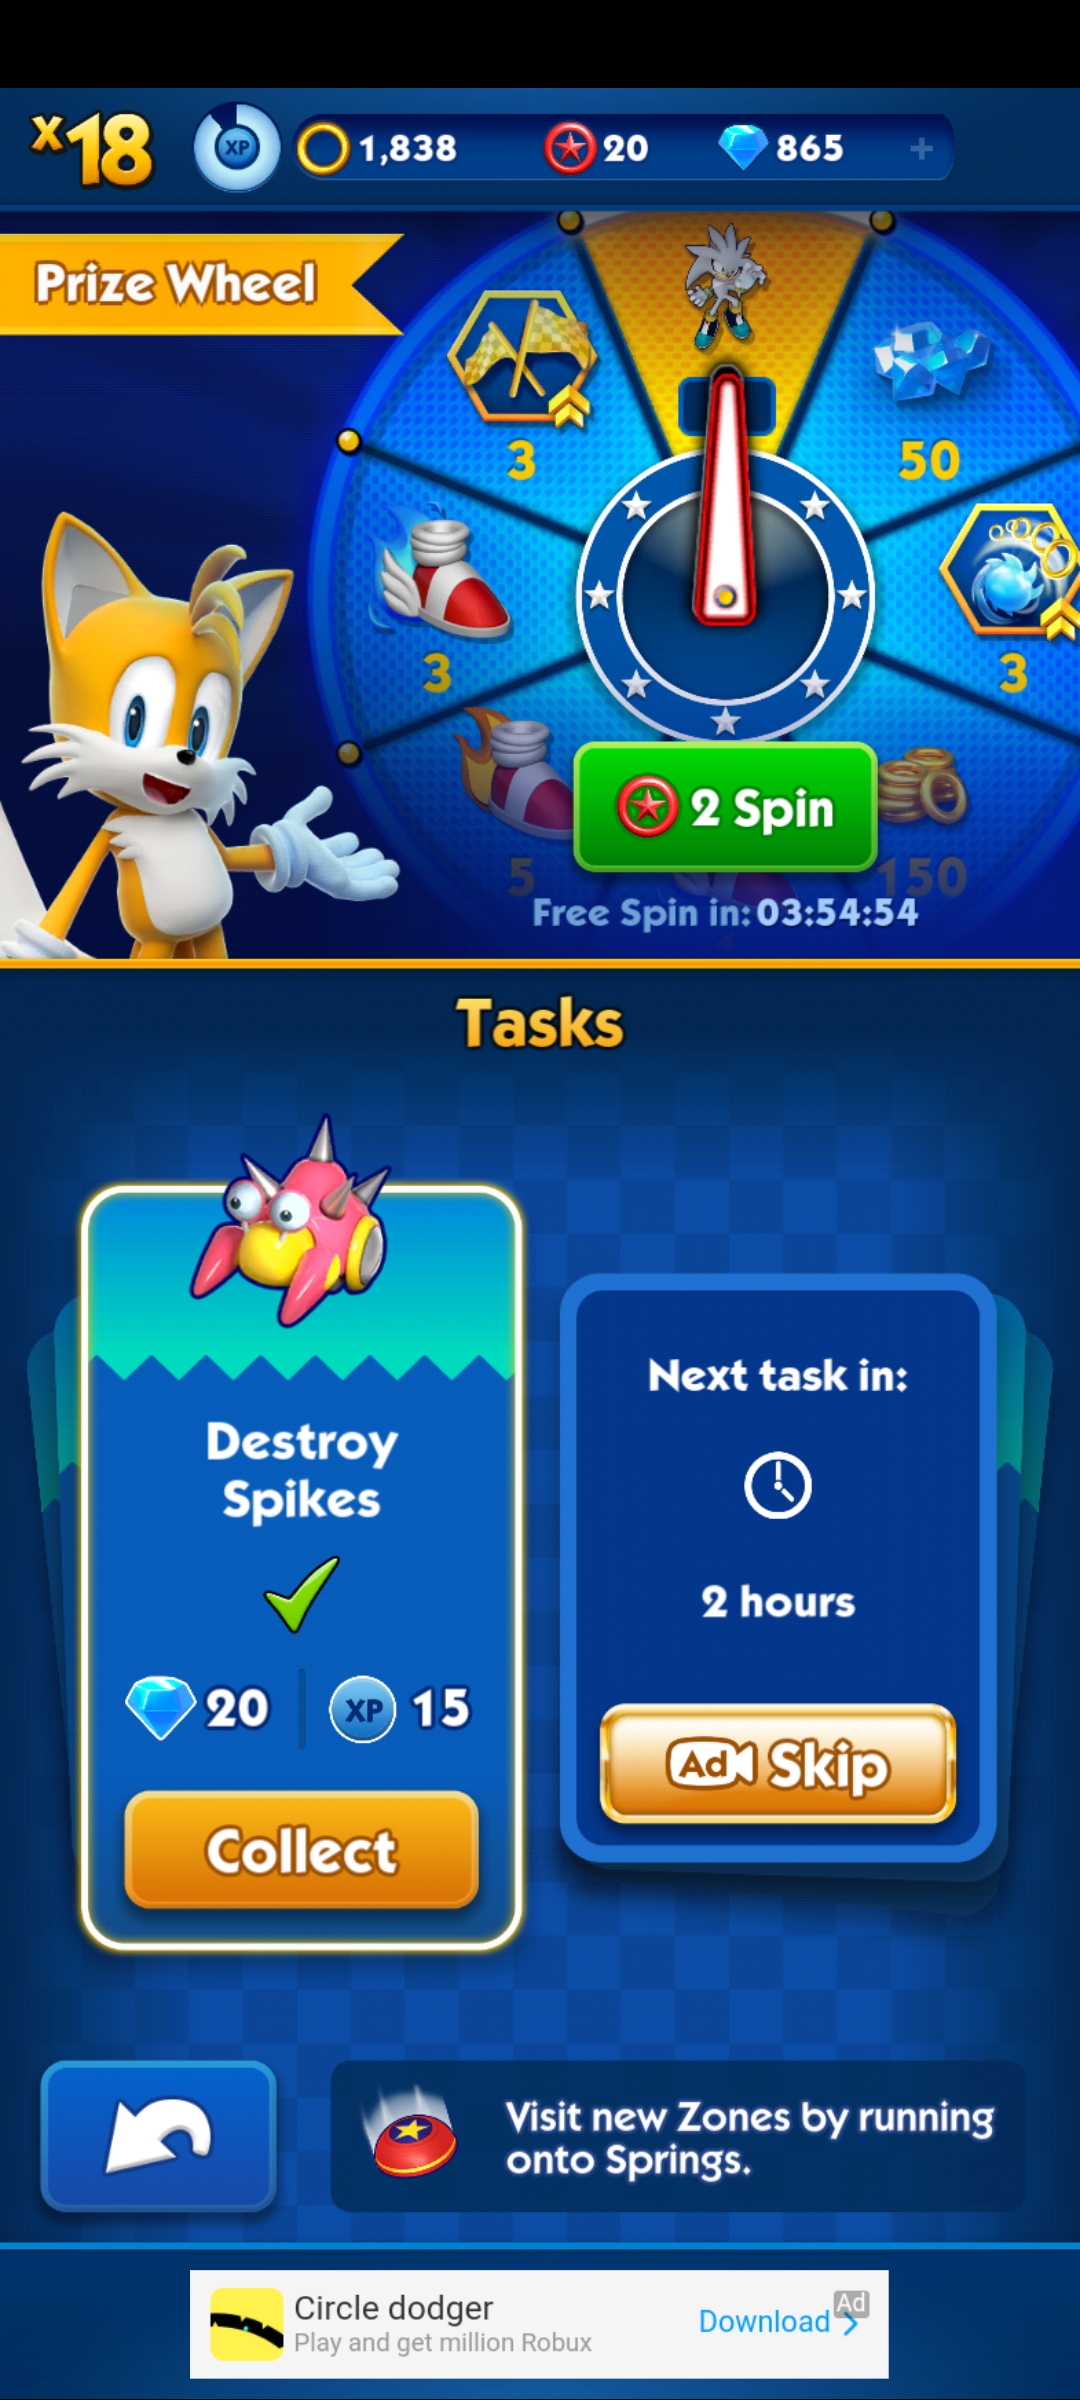 x18
XP
1,838
20
865
+
Prize Wheel
3
50
3
3
5
150
2 Spin
Free Spin in: 03:54:54
Tasks
Destroy
Spikes
20
XP 15
Collect
Next task in:
2 hours
Ad Skip
Visit new Zones by running
onto Springs.
Circle dodger
Play and get million Robux
Download
Ad